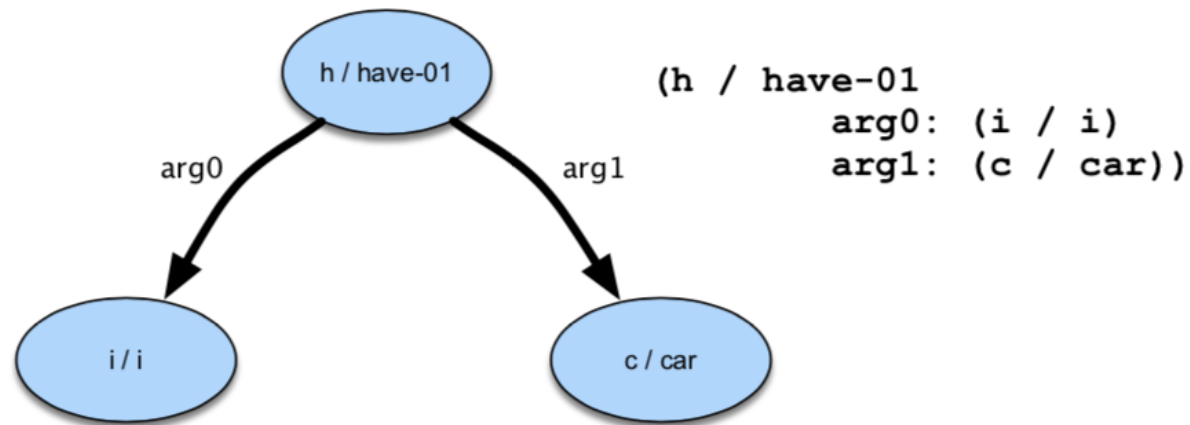 h / have-01
(h / have-01
arg0: (i / i)
arg1: (c / car))
arg0
arg1
i / i
c / car